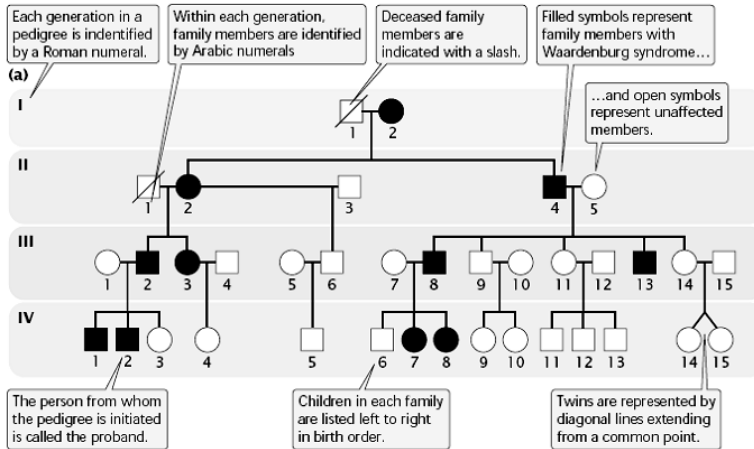 Each generation in a
pedigree is indentified
by a Roman numeral.
Within each generation,
family members are identified
by Arabic numerals
Deceased family
members are
indicated with a slash.
Filled symbols represent
family members with
Waardenburg syndrome…
(a)
…and open symbols
represent unaffected
members.
I
1 2
II
1 2 3 4 5
III
1 2 3 4 5 6 7 8 9 10 11 12 13 14 15
IV
1 2 3 4 5 6 7 8 9 10 11 12 13 14 15
The person from whom
the pedigree is initiated
is called the proband.
Children in each family
are listed left to right
in birth order.
Twins are represented by
diagonal lines extending
from a common point.